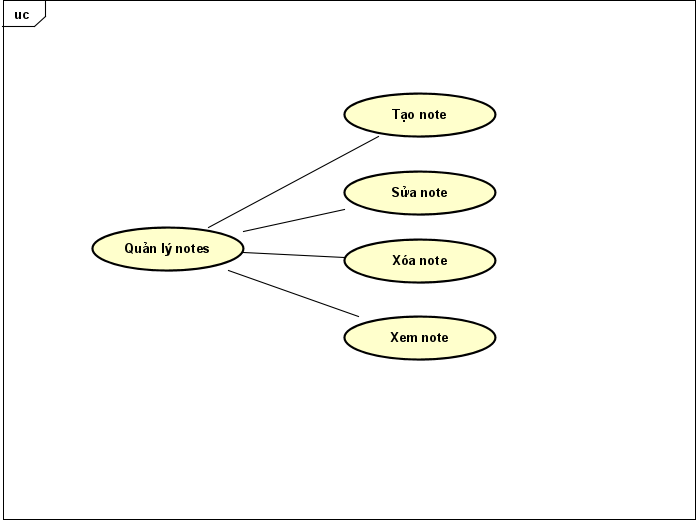 uc
Tạo note
Sửa note
Quản lý notes
Xóa note
Xem note